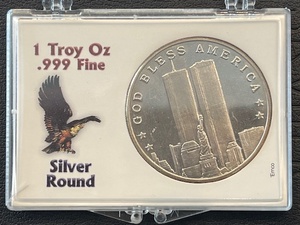 1 Troy Oz
.999 Fine
Silver
Round
★GOD BLESS AMERICA★